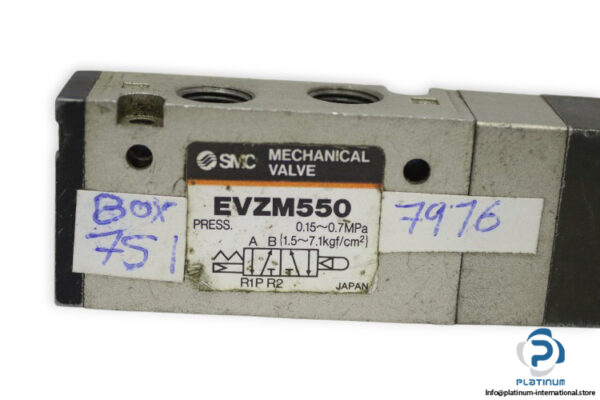 SMC MECHANICAL
VALVE
EVZM550
PRESS. 0.15~0.7MPa
(1.5~7.1kgf/cm²)
A B
R1P R2
JAPAN
Box
751
7976
PLATINUM
info@platinum-international.store